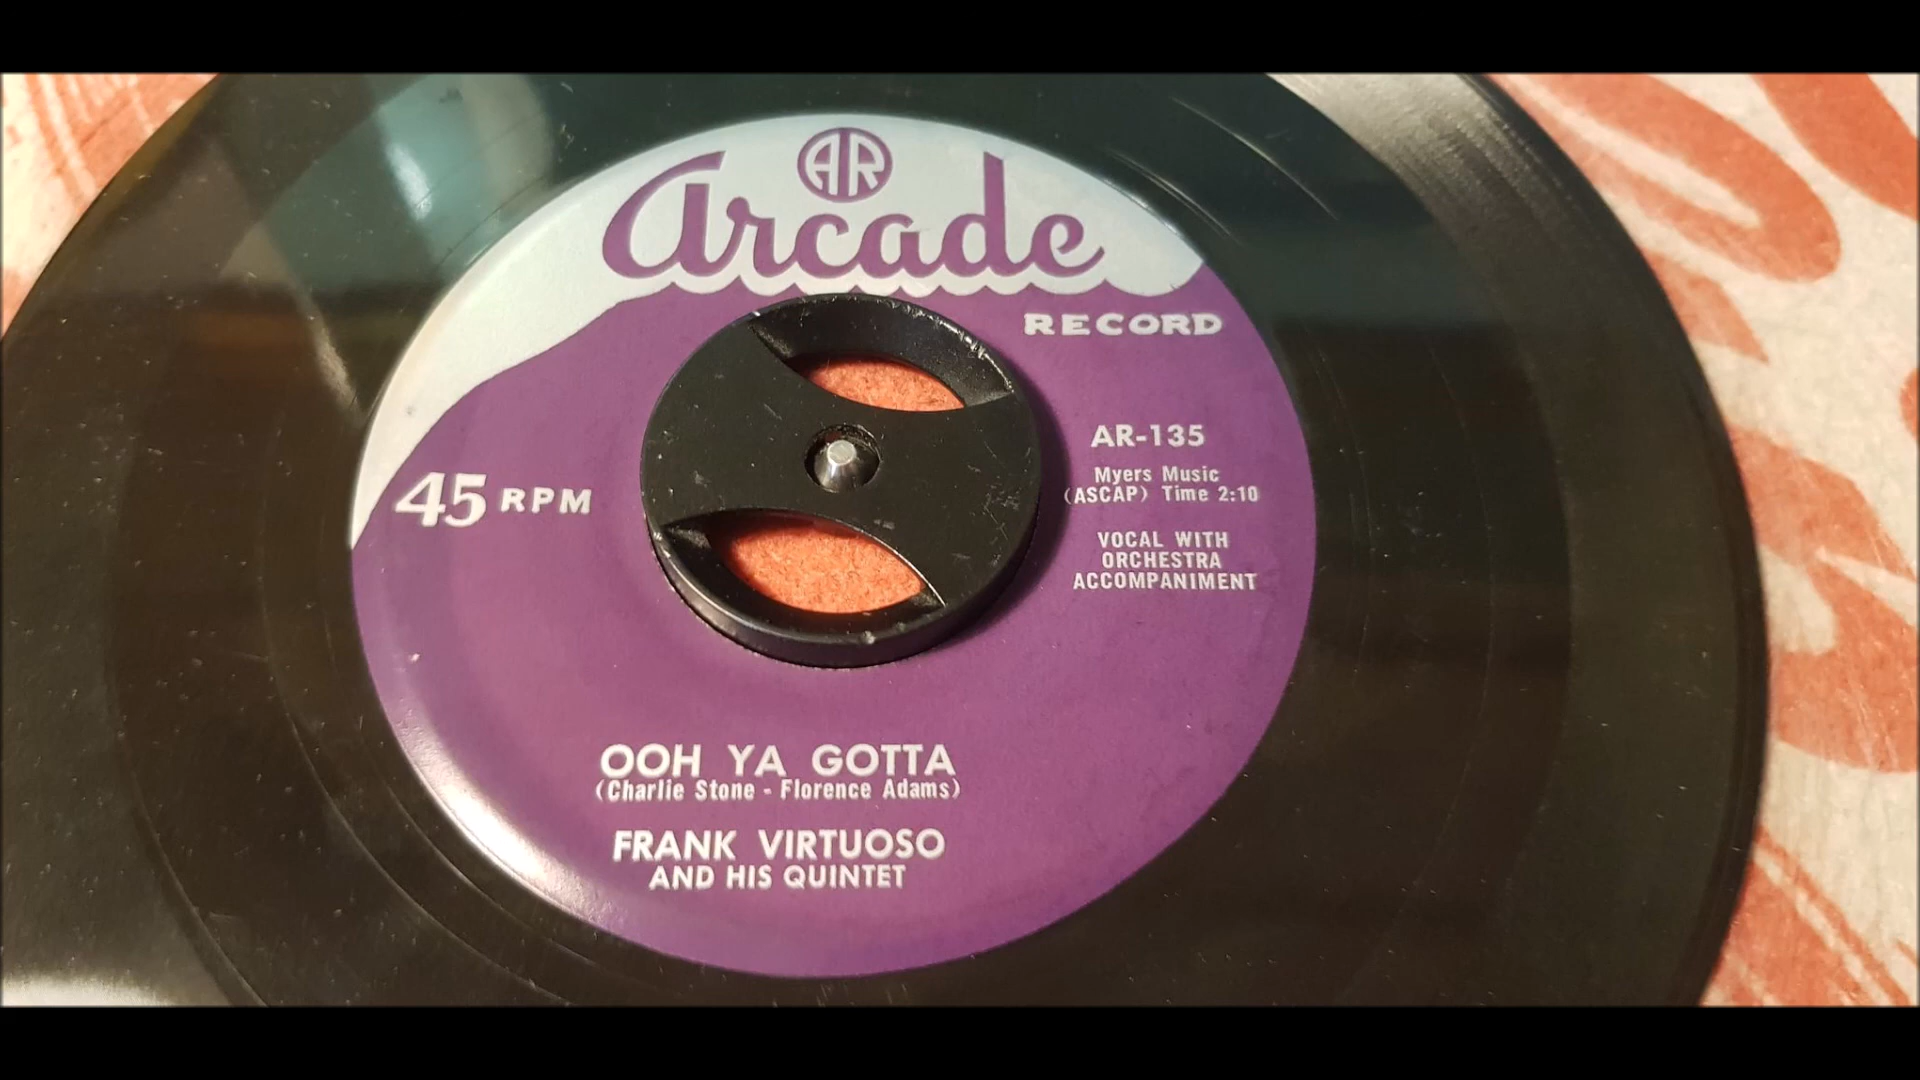 AR
Arcade
RECORD
45 RPM
AR-135
Myers Music
(ASCAP) Time 2:10
VOCAL WITH
ORCHESTRA
ACCOMPANIMENT
OOH YA GOTTA
(Charlie Stone - Florence Adams)
FRANK VIRTUOSO
AND HIS QUINTET